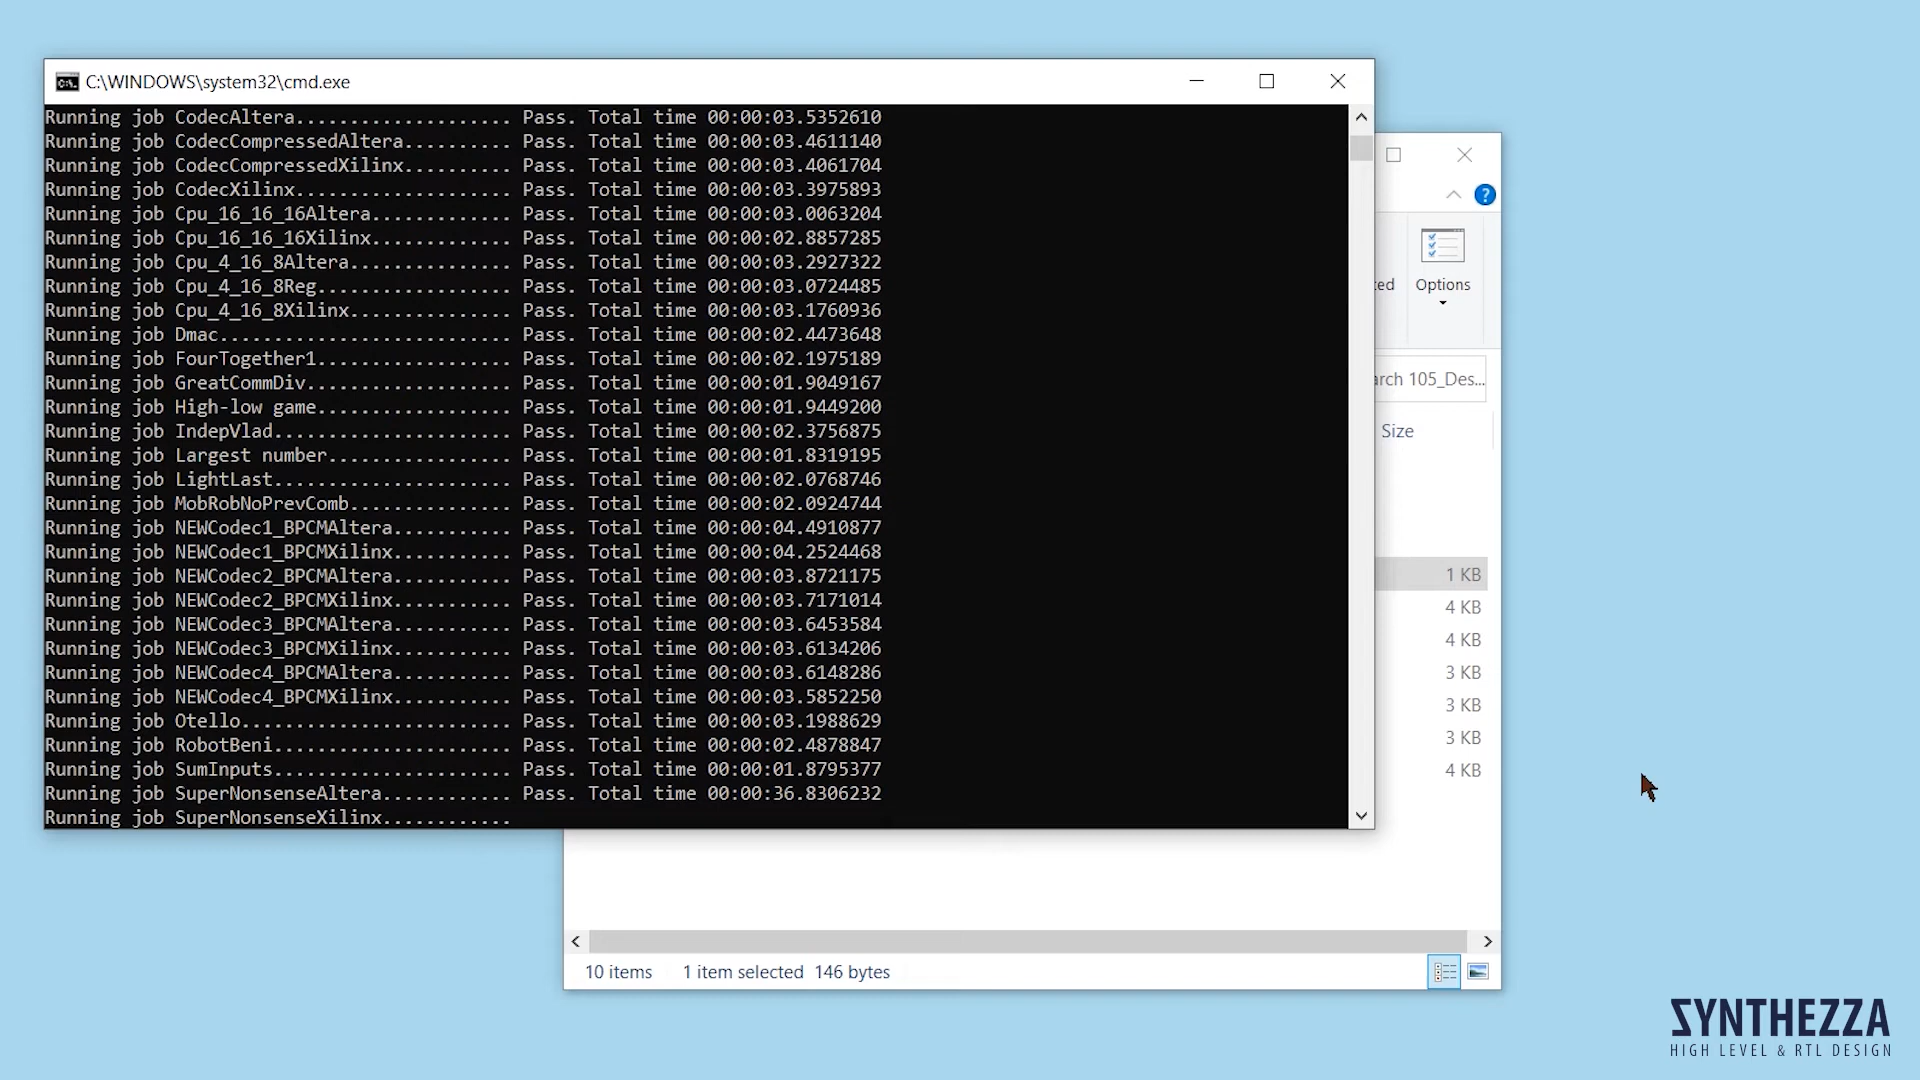 C:\WINDOWS\system32\cmd.exe
Running job CodecAltera.................... Pass. Total time 00:00:03.5352610
Running job CodecCompressedAltera.......... Pass. Total time 00:00:03.4611140
Running job CodecCompressedXilinx.......... Pass. Total time 00:00:03.4061704
Running job CodecXilinx.................... Pass. Total time 00:00:03.3975893
Running job Cpu_16_16_16Altera............. Pass. Total time 00:00:03.0063204
Running job Cpu_16_16_16Xilinx............. Pass. Total time 00:00:02.8857285
Running job Cpu_4_16_8Altera............... Pass. Total time 00:00:03.2927322
Running job Cpu_4_16_8Reg.................. Pass. Total time 00:00:03.0724485
Running job Cpu_4_16_8Xilinx............... Pass. Total time 00:00:03.1760936
Running job Dmac........................... Pass. Total time 00:00:02.4473648
Running job FourTogether1.................. Pass. Total time 00:00:02.1975189
Running job GreatCommDiv................... Pass. Total time 00:00:01.9049167
Running job High-low game.................. Pass. Total time 00:00:01.9449200
Running job IndepVlad...................... Pass. Total time 00:00:02.3756875
Running job Largest number................. Pass. Total time 00:00:01.8319195
Running job LightLast...................... Pass. Total time 00:00:02.0768746
Running job MobRobNoPrevComb............... Pass. Total time 00:00:02.0924744
Running job NEWCodec1_BPCMAltera........... Pass. Total time 00:00:04.4910877
Running job NEWCodec1_BPCMXilinx........... Pass. Total time 00:00:04.2524468
Running job NEWCodec2_BPCMAltera........... Pass. Total time 00:00:03.8721175
Running job NEWCodec2_BPCMXilinx........... Pass. Total time 00:00:03.7171014
Running job NEWCodec3_BPCMAltera........... Pass. Total time 00:00:03.6453584
Running job NEWCodec3_BPCMXilinx........... Pass. Total time 00:00:03.6134206
Running job NEWCodec4_BPCMAltera........... Pass. Total time 00:00:03.6148286
Running job NEWCodec4_BPCMXilinx........... Pass. Total time 00:00:03.5852250
Running job Otello......................... Pass. Total time 00:00:03.1988629
Running job RobotBeni...................... Pass. Total time 00:00:02.4878847
Running job SumInputs...................... Pass. Total time 00:00:01.8795377
Running job SuperNonsenseAltera............ Pass. Total time 00:00:36.8306232
Running job SuperNonsenseXilinx............
?
ted Options
arch 105_Des...
Size
1 KB
4 KB
4 KB
3 KB
3 KB
3 KB
4 KB
10 items 1 item selected 146 bytes
SYNTHEZZA
HIGH LEVEL & RTL DESIGN